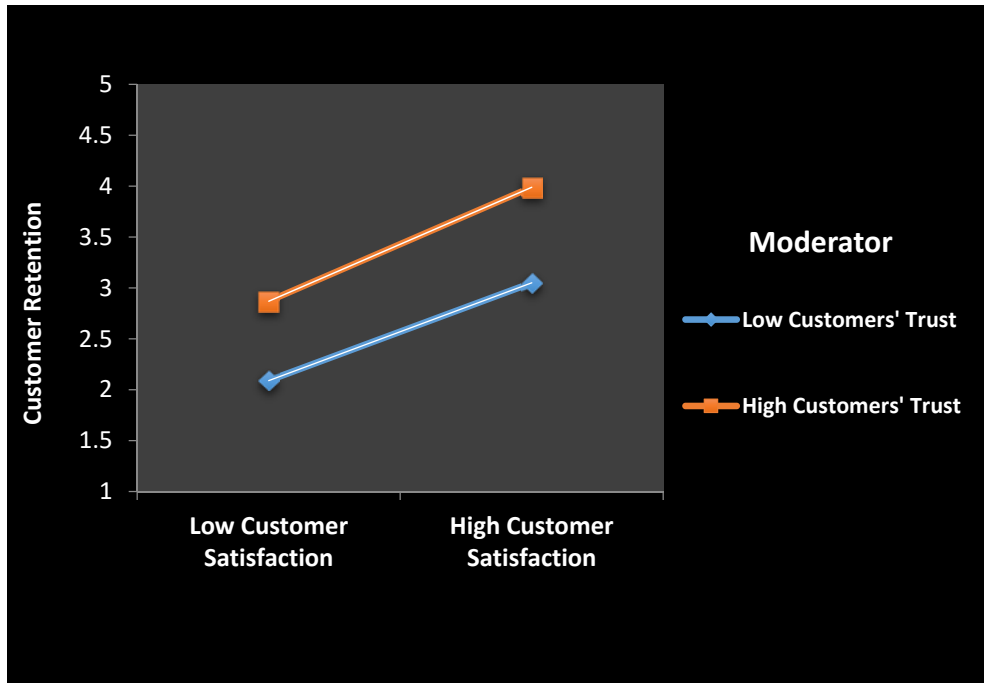 5
4.5
4
3.5
3
2.5
2
1.5
1
Customer Retention
Low Customer
Satisfaction
High Customer
Satisfaction
Moderator
Low Customers' Trust
High Customers' Trust